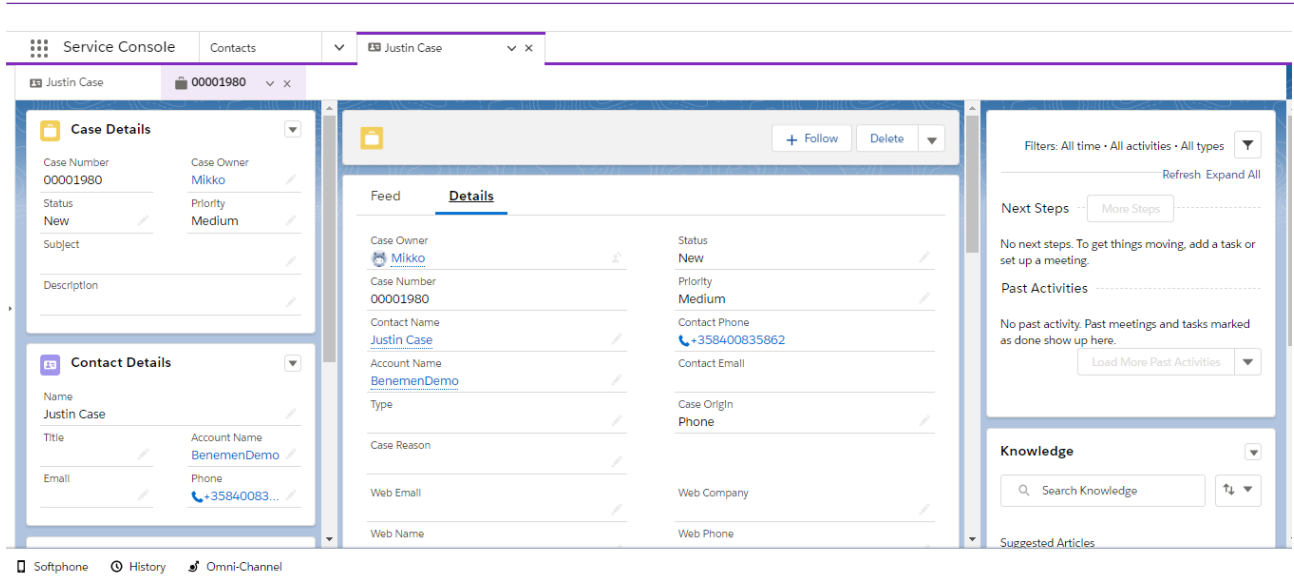 Service Console Contacts Justin Case
Justin Case 00001980
Case Details
Case Number Case Owner
00001980 Mikko
Status Priority
New Medium
Subject
Description
Contact Details
Name
Justin Case
Title Account Name
BenemenDemo
Email Phone
+35840083...
+ Follow Delete
Feed Details
Case Owner Status
Mikko New
Case Number Priority
00001980 Medium
Contact Name Contact Phone
Justin Case +358400835862
Account Name Contact Email
BenemenDemo
Type Case Origin
Phone
Case Reason
Web Email Web Company
Web Name Web Phone
Filters: All time • All activities • All types
Refresh Expand All
Next Steps More Steps
No next steps. To get things moving, add a task or
set up a meeting.
Past Activities
No past activity. Past meetings and tasks marked
as done show up here.
Load More Past Activities
Knowledge
Search Knowledge
Suggested Articles
Softphone History Omni-Channel